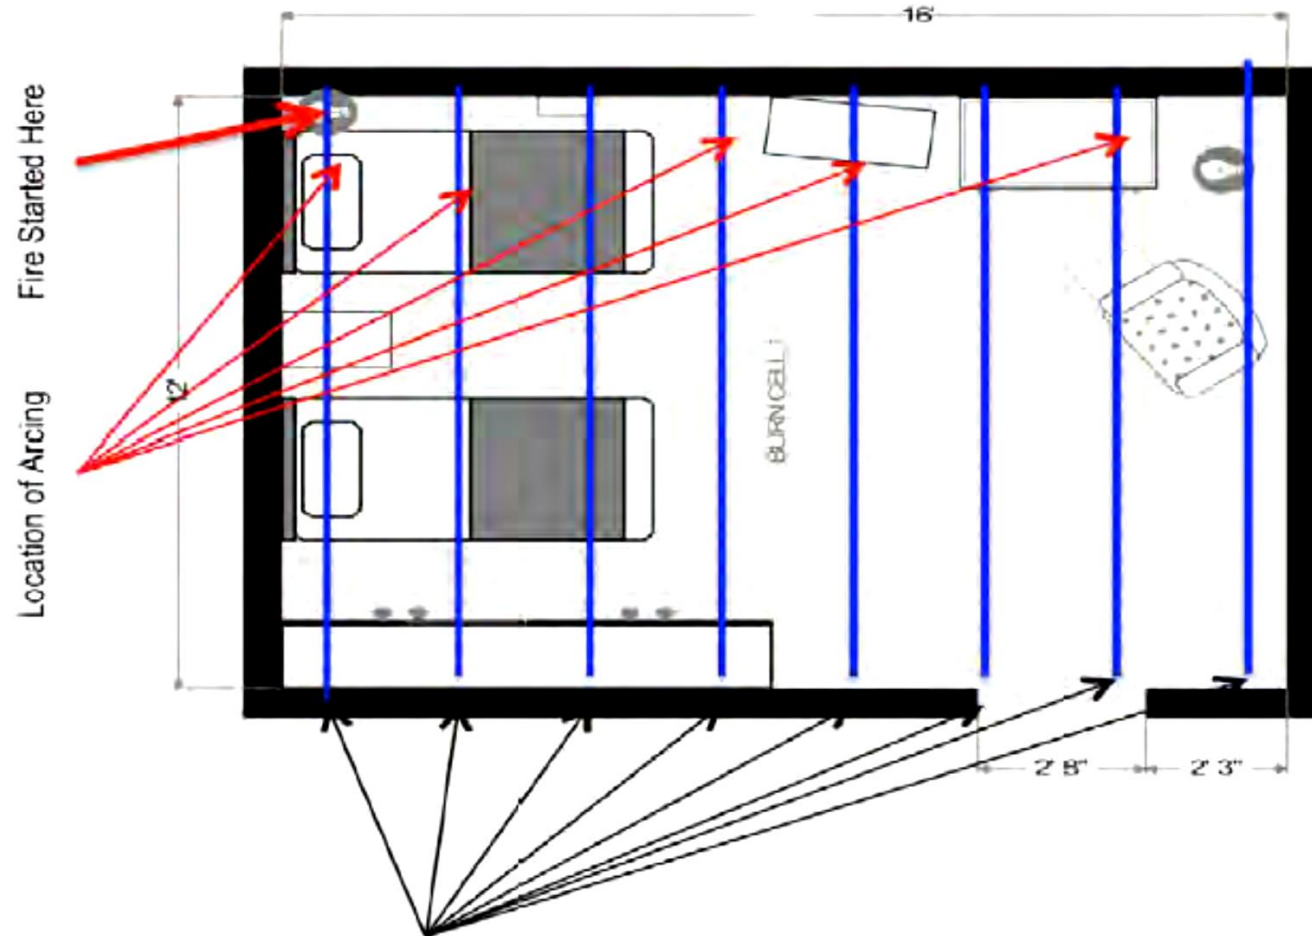 16'
Fire Started Here
12'
Location of Arcing
BURN CELL 1
2' 8"
2' 3"